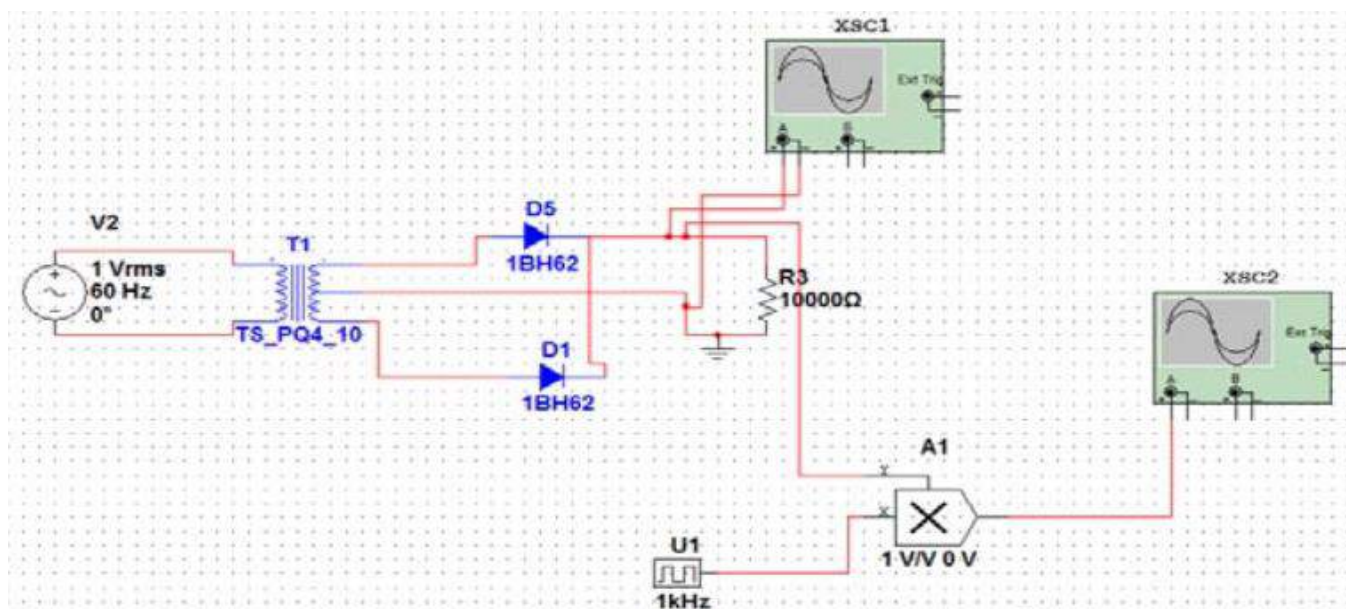 XSC1
Ext Trig
A
B
V2
1 Vrms
60 Hz
0°
T1
TS_PQ4_10
D5
1BH62
R3
10000Ω
D1
1BH62
XSC2
Ext Trig
A
B
A1
Y
X
1 V/V 0 V
U1
1kHz